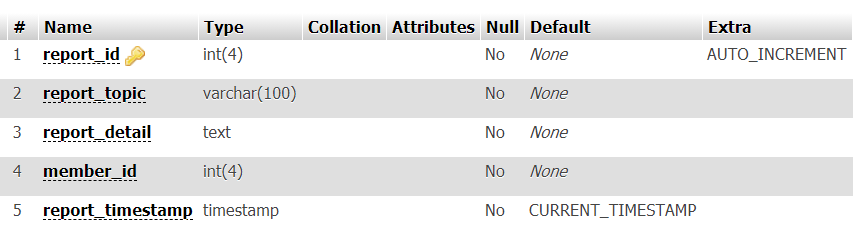 # Name Type Collation Attributes Null Default Extra
1 report_id int(4) No None AUTO_INCREMENT
2 report_topic varchar(100) No None
3 report_detail text No None
4 member_id int(4) No None
5 report_timestamp timestamp No CURRENT_TIMESTAMP